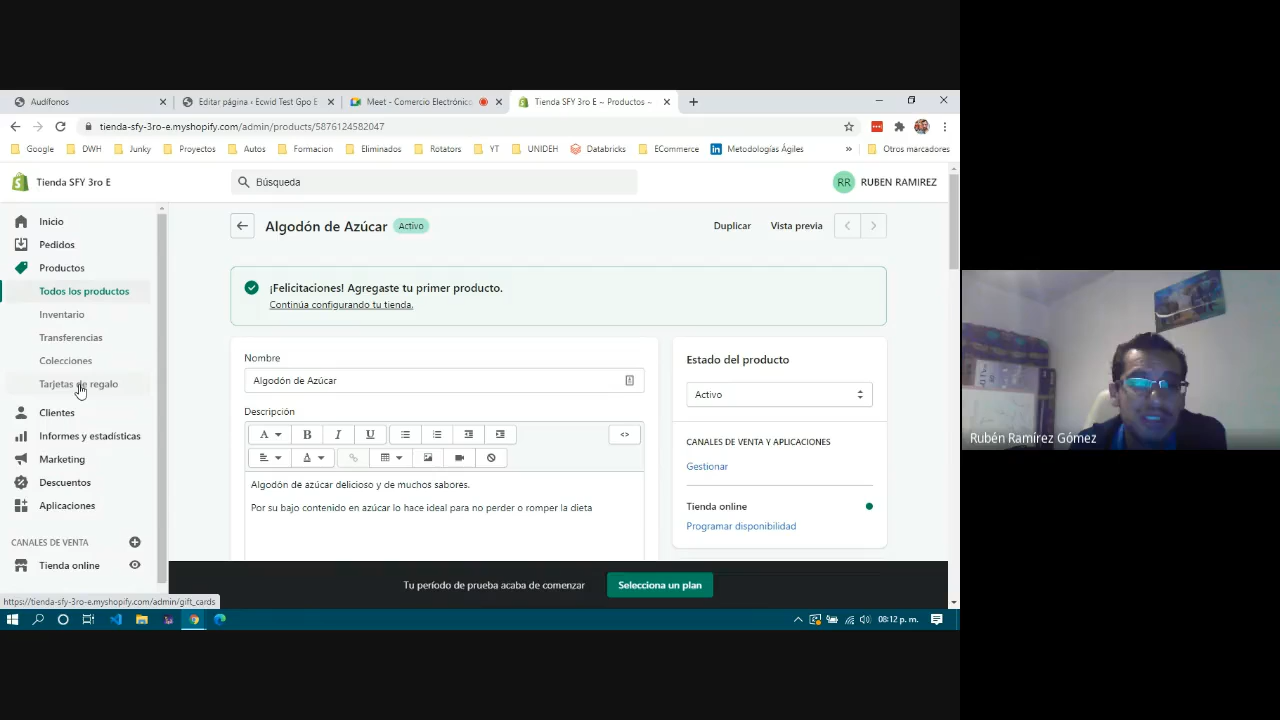 Audífonos
Editar página ‹ Ecwid Test Gpo E
Meet - Comercio Electrónic
Tienda SFY 3ro E ~ Productos ~
tienda-sfy-3ro-e.myshopify.com/admin/products/5876124582047
Google
DWH
Junky
Proyectos
Autos
Formacion
Eliminados
Rotators
YT
UNIDEH
Databricks
ECommerce
Metodologías Ágiles
»
Otros marcadores
Tienda SFY 3ro E
Búsqueda
RR
RUBEN RAMIREZ
Inicio
Pedidos
Productos
Todos los productos
Inventario
Transferencias
Colecciones
Tarjetas de regalo
Clientes
Informes y estadísticas
Marketing
Descuentos
Aplicaciones
CANALES DE VENTA
Tienda online
https://tienda-sfy-3ro-e.myshopify.com/admin/gift_cards
Algodón de Azúcar
Activo
Duplicar
Vista previa
¡Felicitaciones! Agregaste tu primer producto.
Continúa configurando tu tienda.
Nombre
Algodón de Azúcar
Descripción
A
B
I
U
<>
A
Algodón de azúcar delicioso y de muchos sabores.
Por su bajo contenido en azúcar lo hace ideal para no perder o romper la dieta
Estado del producto
Activo
CANALES DE VENTA Y APLICACIONES
Gestionar
Tienda online
Programar disponibilidad
Tu período de prueba acaba de comenzar
Selecciona un plan
08:12 p. m.
Rubén Ramírez Gómez